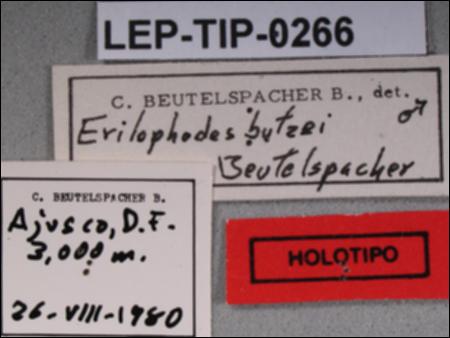 LEP-TIP-0266
C. BEUTELSPACHER B., det.
Erilophodes butzei ♂
Beutelspacher
C. BEUTELSPACHER B.
Ajusco, D.F.
3,000 m.
26-VIII-1980
HOLOTIPO